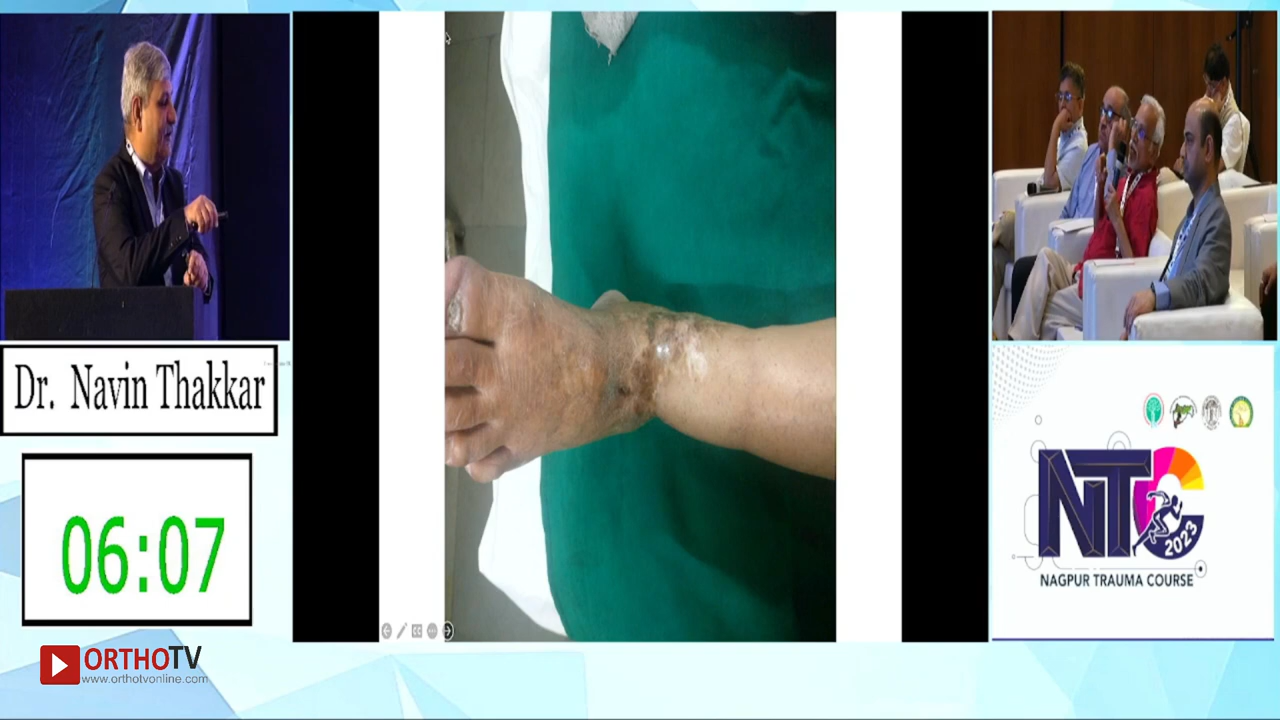 Dr. Navin Thakkar
06:07
ORTHOTV
www.orthotvonline.com
NTC
2023
NAGPUR TRAUMA COURSE